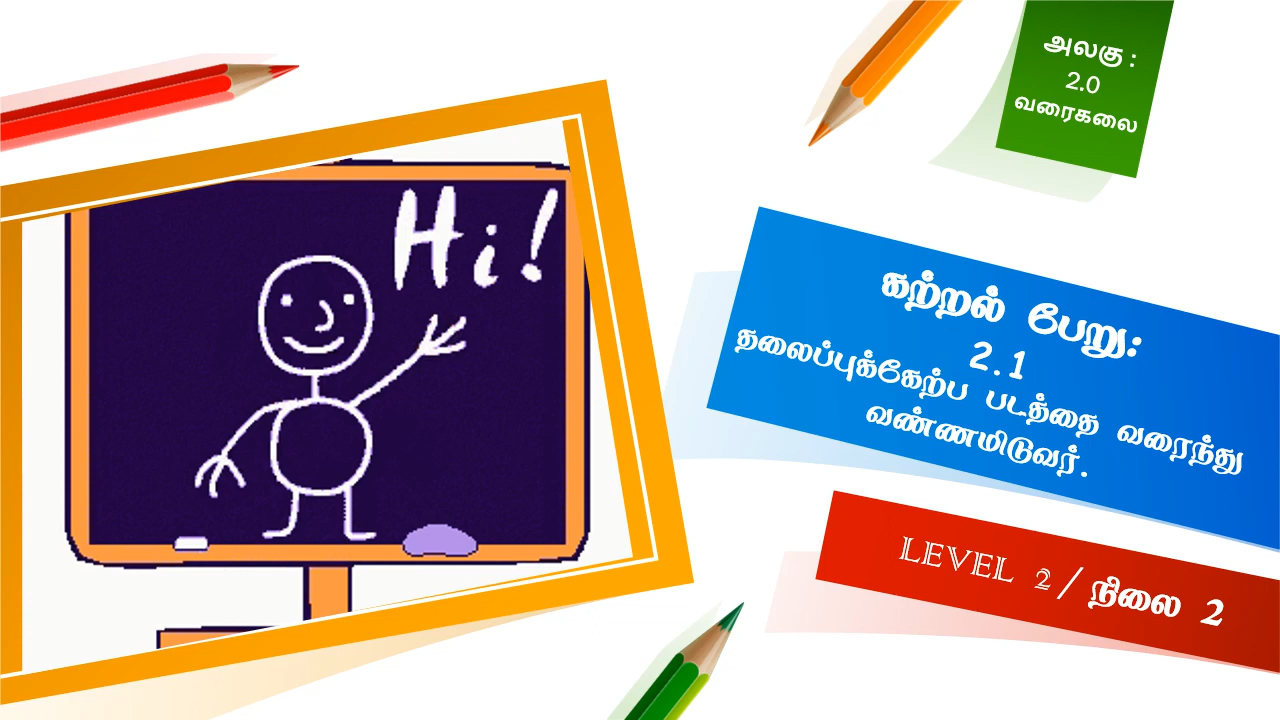 Hi!
அலகு :
2.0
வரைகலை
கற்றல் பேறு:
2.1
தலைப்புக்கேற்ப படத்தை வரைந்து
வண்ணமிடுவர்.
LEVEL 2 / நிலை 2